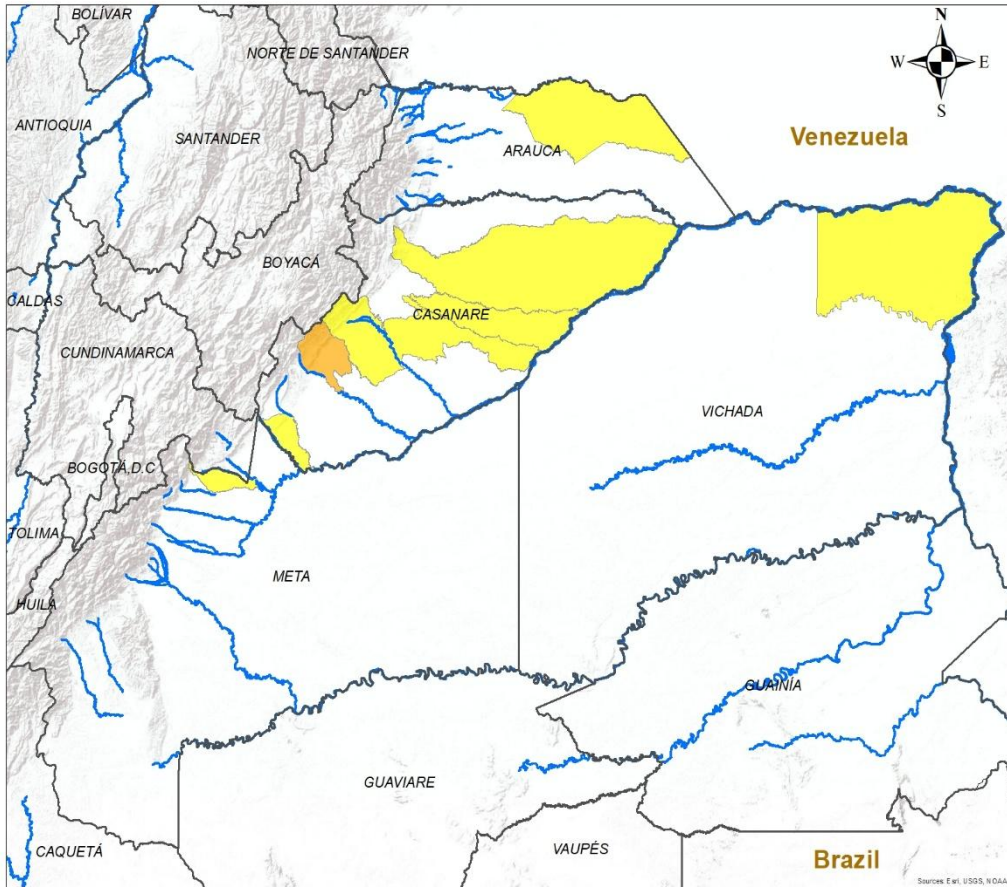 BOLÍVAR
NORTE DE SANTANDER
N
W
E
S
ANTIOQUIA
SANTANDER
ARAUCA
Venezuela
BOYACÁ
CALDAS
CASANARE
CUNDINAMARCA
VICHADA
BOGOTÁ,D.C
TOLIMA
META
HUILA
GUAINÍA
GUAVIARE
CAQUETÁ
VAUPÉS
Brazil
Sources: Esri, USGS, NOAA